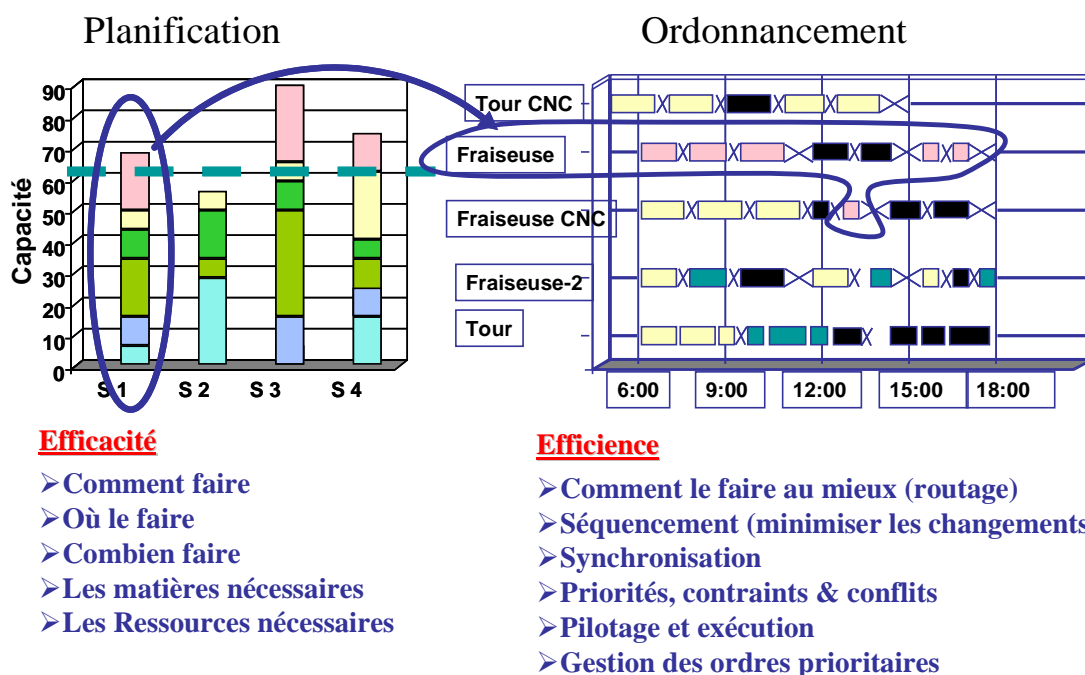 Planification
Ordonnancement
90
80
70
60
50
40
30
20
10
0
Capacité
S 1
S 2
S 3
S 4
Tour CNC
Fraiseuse
Fraiseuse CNC
Fraiseuse-2
Tour
6:00
9:00
12:00
15:00
18:00
Efficacité
➢Comment faire
➢Où le faire
➢Combien faire
➢Les matières nécessaires
➢Les Ressources nécessaires
Efficience
➢Comment le faire au mieux (routage)
➢Séquencement (minimiser les changements
➢Synchronisation
➢Priorités, contraints & conflits
➢Pilotage et exécution
➢Gestion des ordres prioritaires